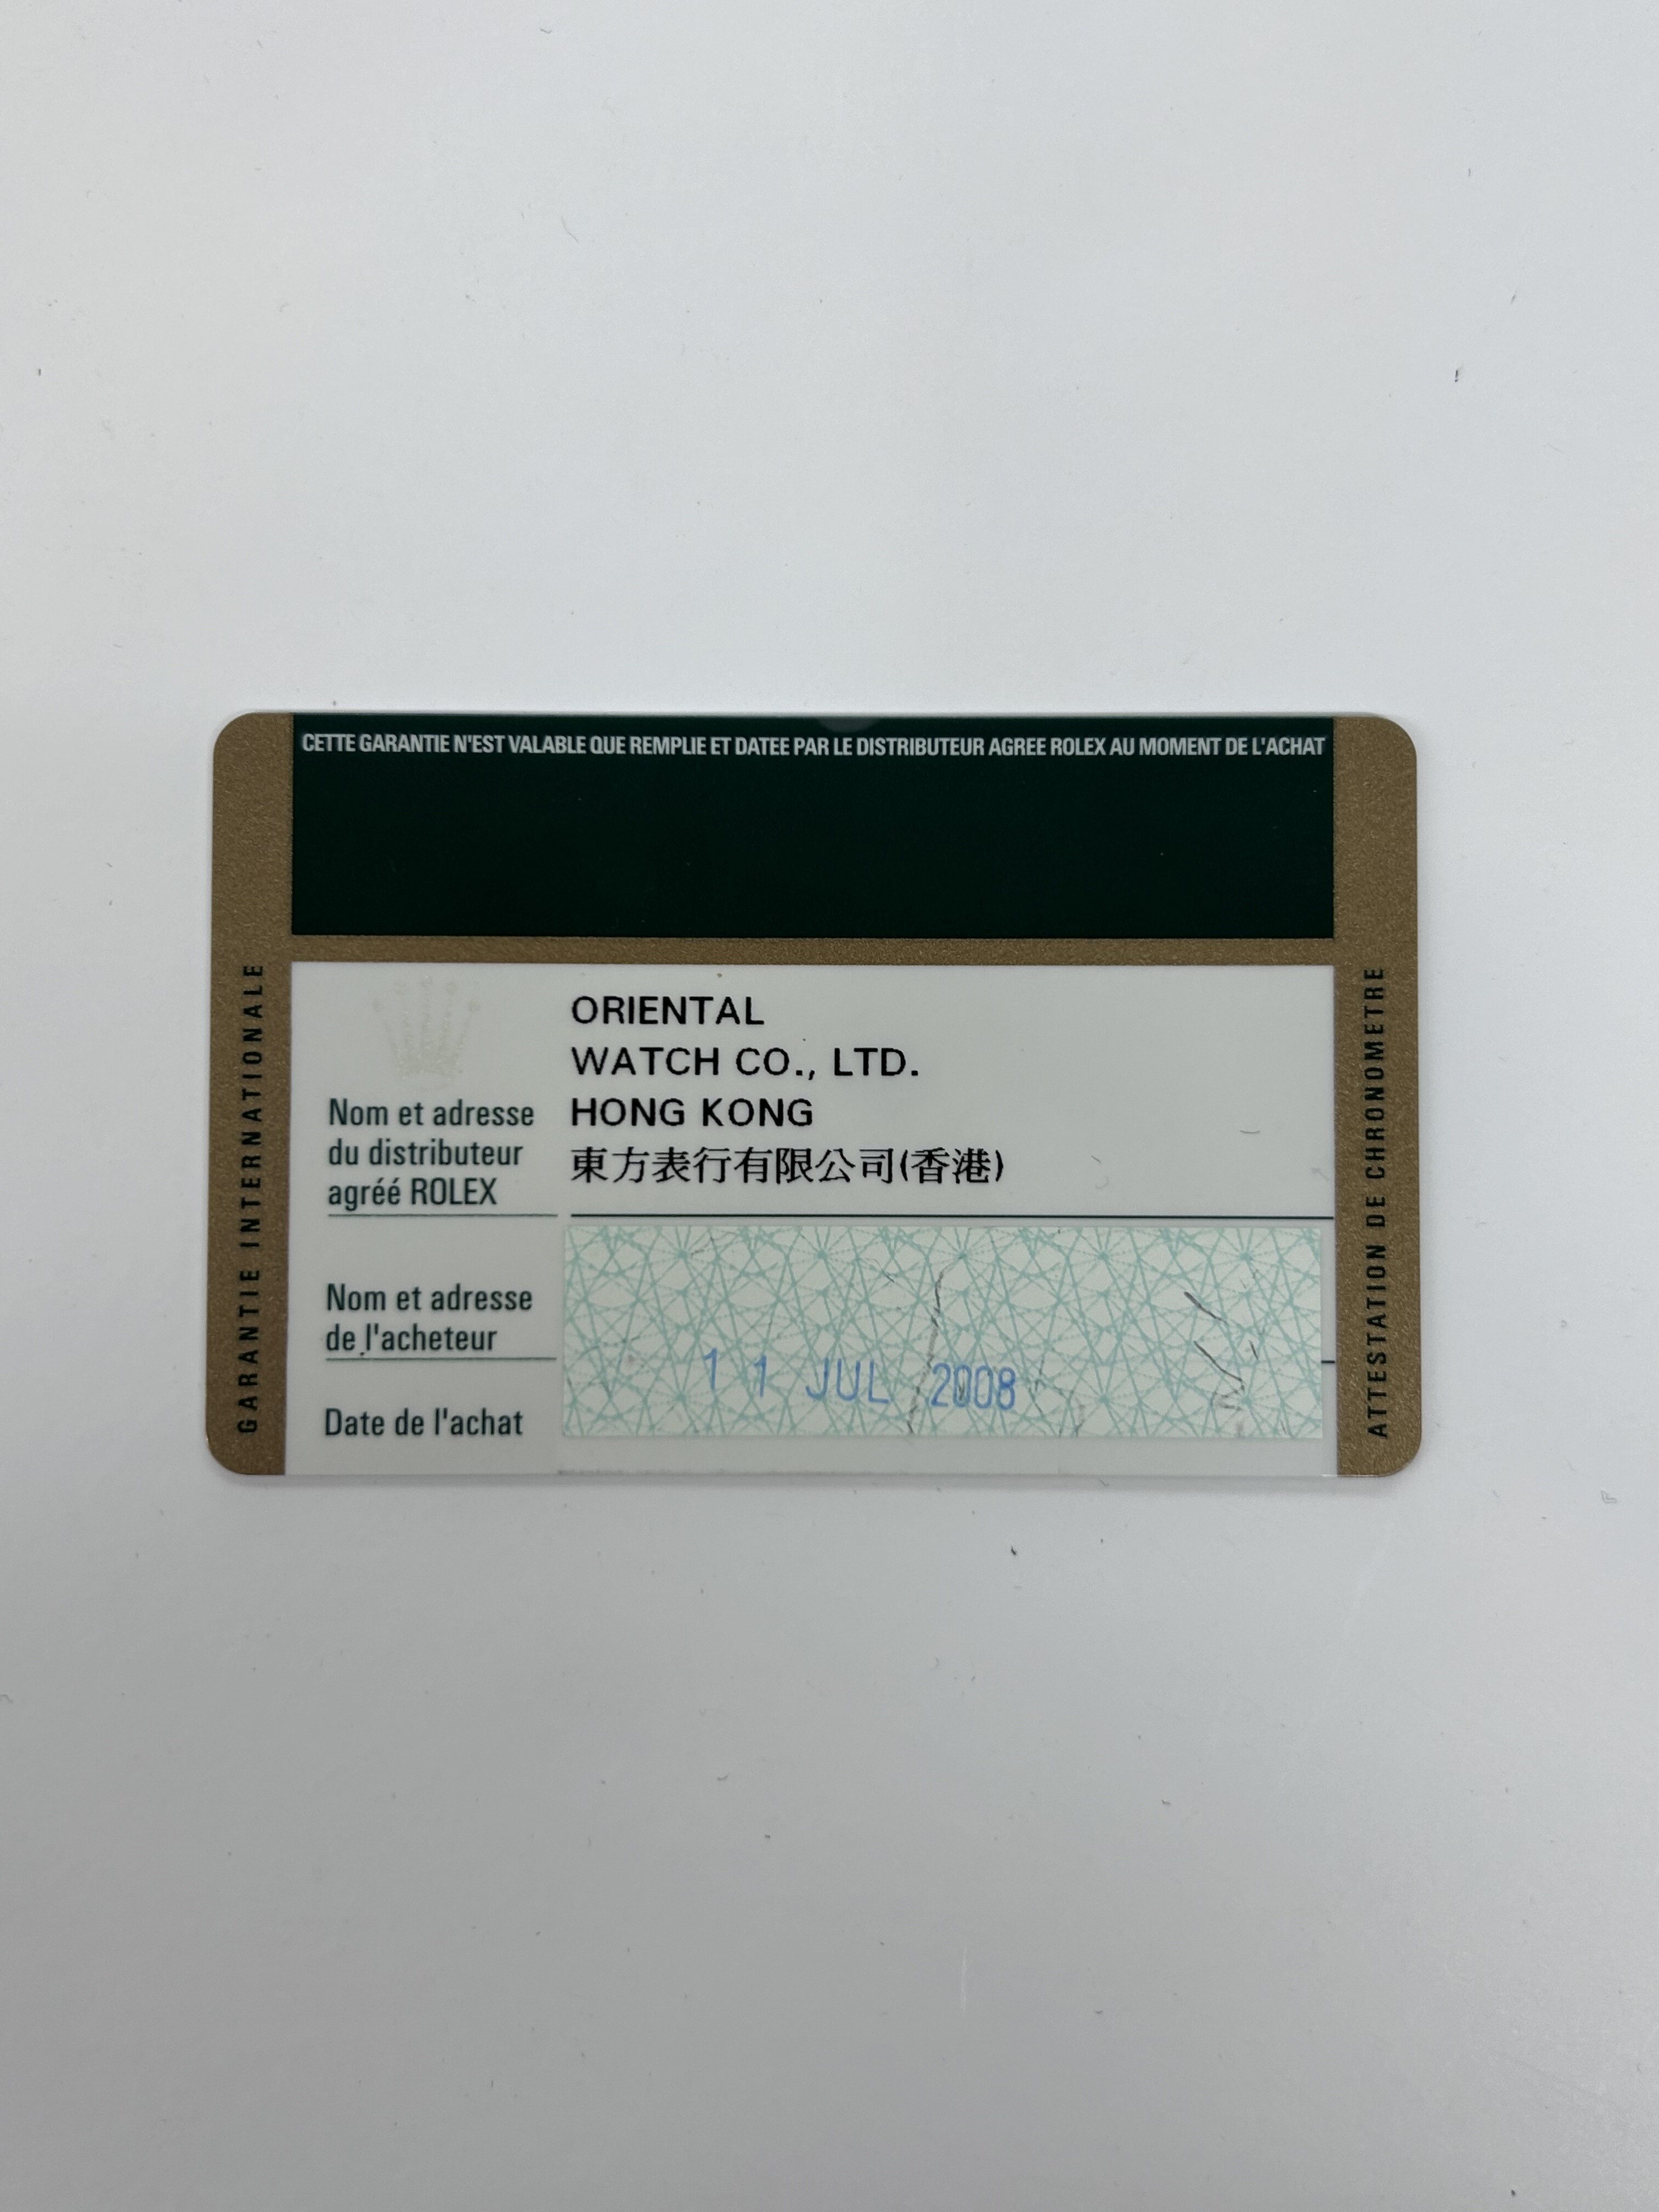 CETTE GARANTIE N'EST VALABLE QUE REMPLIE ET DATEE PAR LE DISTRIBUTEUR AGREE ROLEX AU MOMENT DE L'ACHAT
GARANTIE INTERNATIONALE
ORIENTAL
WATCH CO., LTD.
HONG KONG
東方表行有限公司(香港)
Nom et adresse
du distributeur
agréé ROLEX
Nom et adresse
de l'acheteur
Date de l'achat
11 JUL 2008
ATTESTATION DE CHRONOMETRE